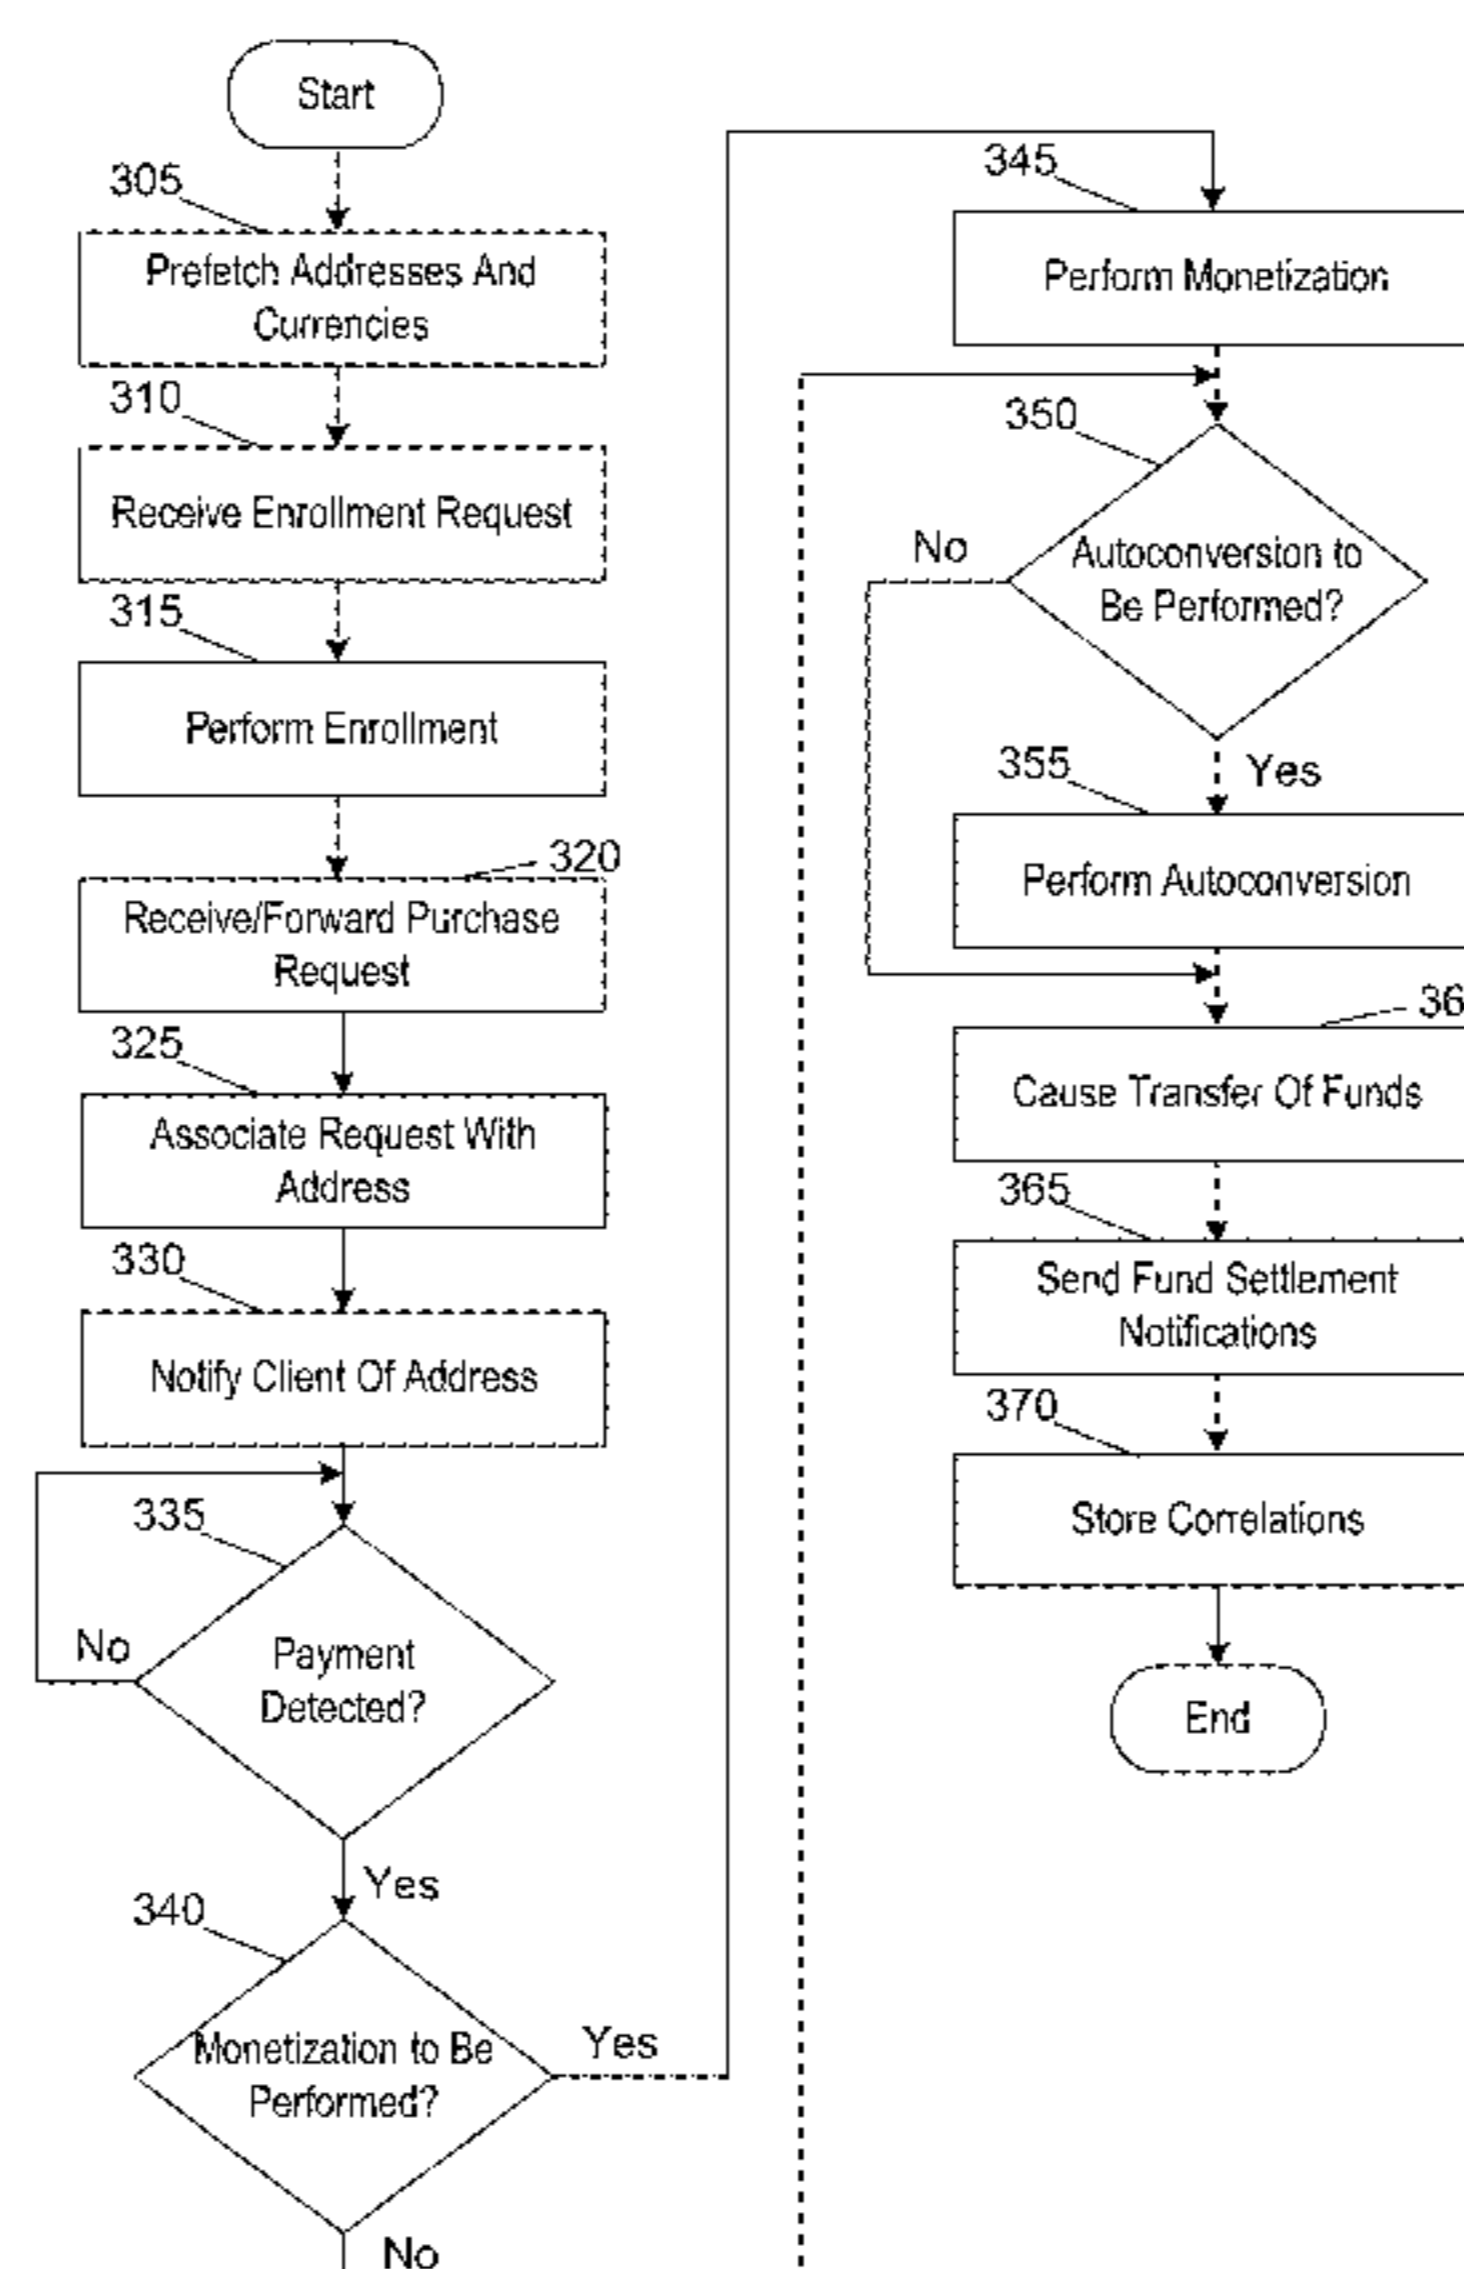 Start
305
Prefetch Addresses And
Currencies
310
Receive Enrollment Request
315
Perform Enrollment
320
Receive/Forward Purchase
Request
325
Associate Request With
Address
330
Notify Client Of Address
335
No
Payment
Detected?
Yes
340
Monetization to Be
Performed?
Yes
No
345
Perform Monetization
350
No
Autoconversion to
Be Performed?
Yes
355
Perform Autoconversion
36
Cause Transfer Of Funds
365
Send Fund Settlement
Notifications
370
Store Correlations
End